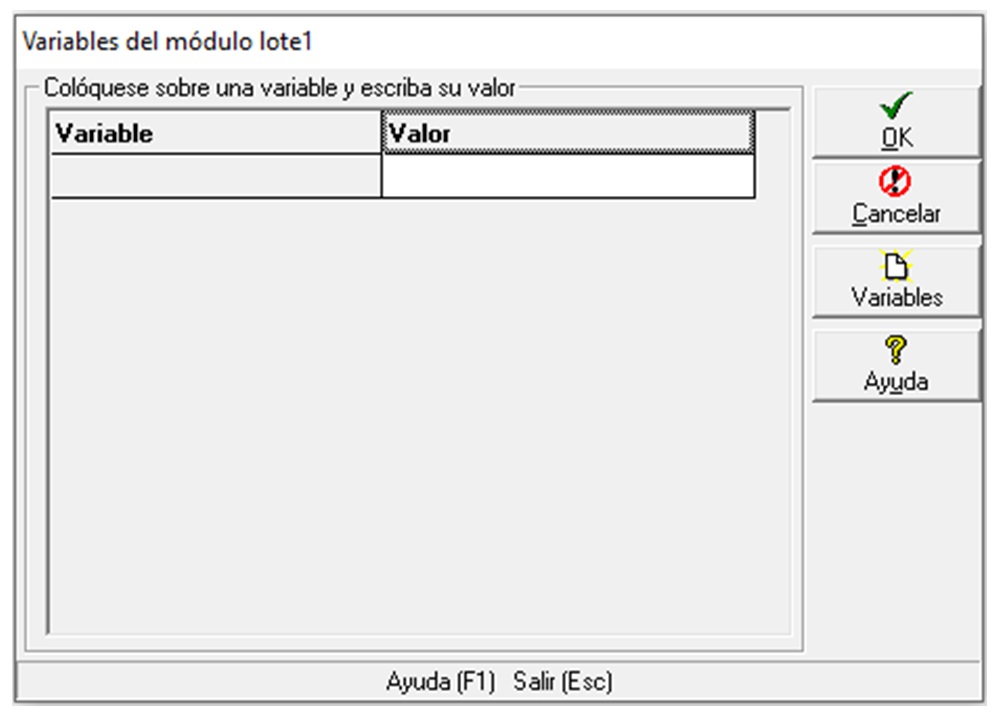 Variables del módulo lote1
Colóquese sobre una variable y escriba su valor
Variable Valor
OK
Cancelar
Variables
Ayuda
Ayuda (F1) Salir (Esc)